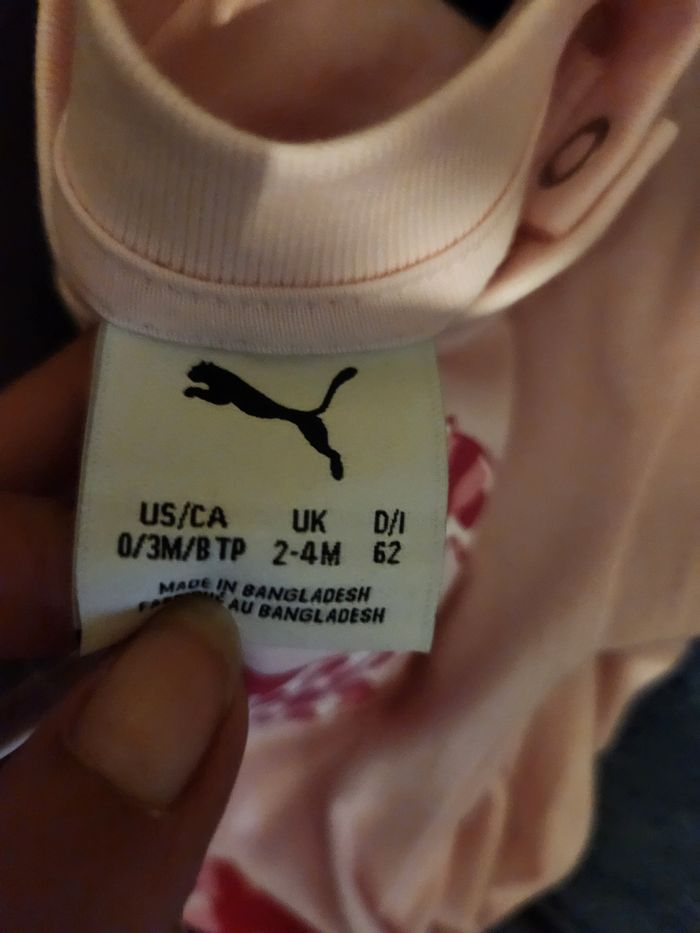 US/CA UK D/I
0/3M/B TP 2-4M 62
MADE IN BANGLADESH
AU BANGLADESH